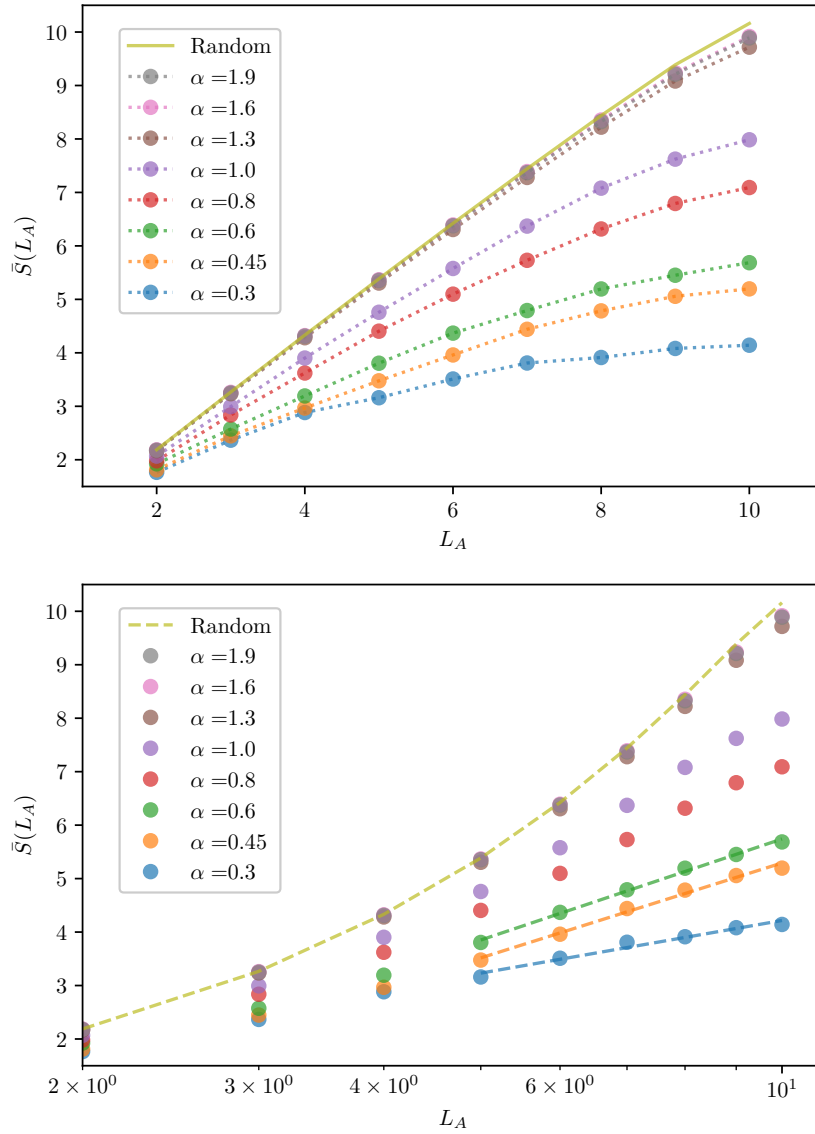 10
9
8
7
6
5
4
3
2
S̄(L_A)
Random
α =1.9
α =1.6
α =1.3
α =1.0
α =0.8
α =0.6
α =0.45
α =0.3
2 4 6 8 10
L_A
10
9
8
7
6
5
4
3
2
S̄(L_A)
Random
α =1.9
α =1.6
α =1.3
α =1.0
α =0.8
α =0.6
α =0.45
α =0.3
2 × 10⁰ 3 × 10⁰ 4 × 10⁰ 6 × 10⁰ 10¹
L_A